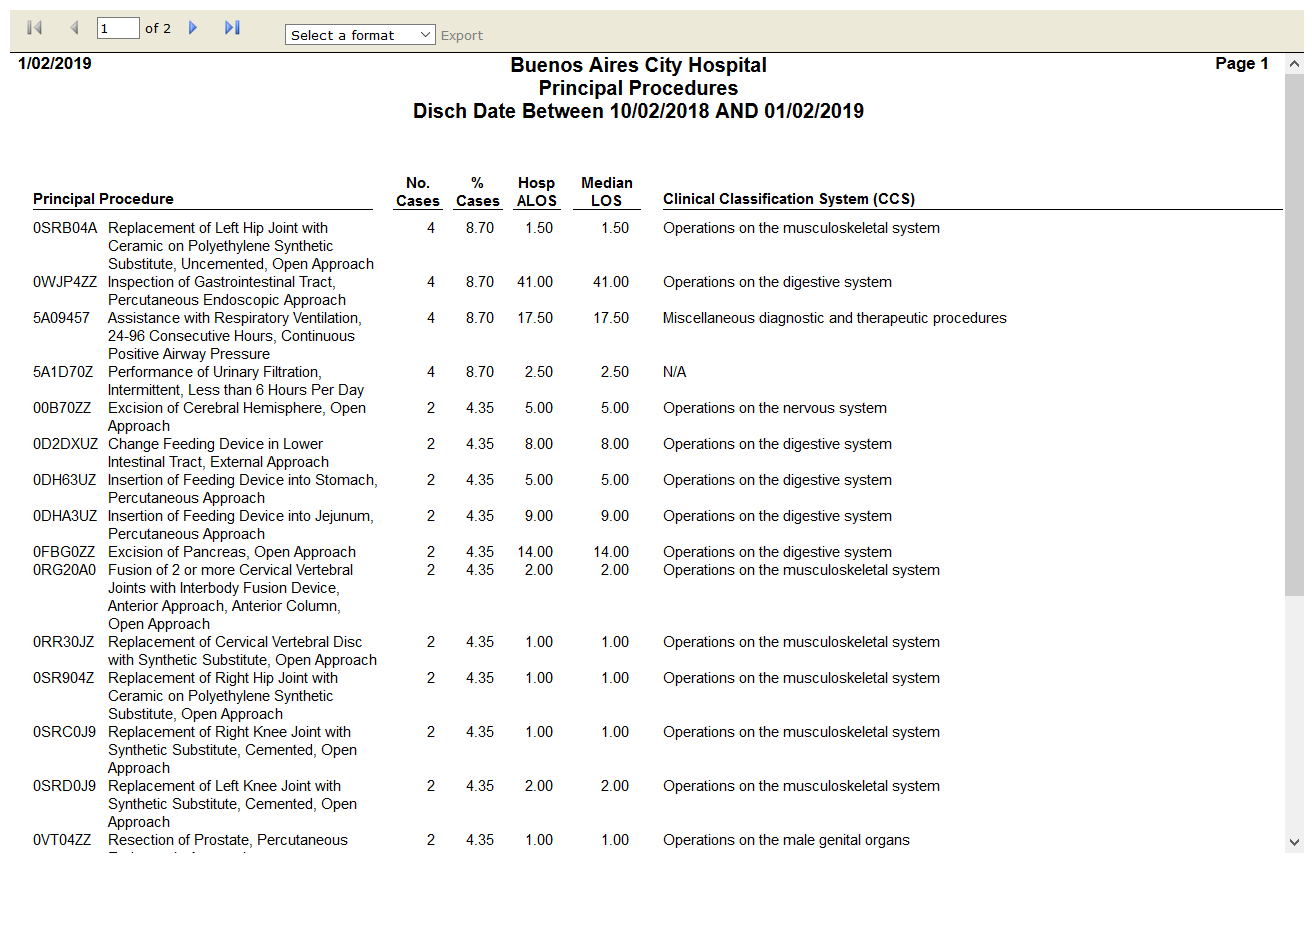 1 of 2 Select a format Export
1/02/2019 Buenos Aires City Hospital Page 1
Principal Procedures
Disch Date Between 10/02/2018 AND 01/02/2019
No. % Hosp Median
Principal Procedure Cases Cases ALOS LOS Clinical Classification System (CCS)
0SRB04A Replacement of Left Hip Joint with 4 8.70 1.50 1.50 Operations on the musculoskeletal system
Ceramic on Polyethylene Synthetic
Substitute, Uncemented, Open Approach
0WJP4ZZ Inspection of Gastrointestinal Tract, 4 8.70 41.00 41.00 Operations on the digestive system
Percutaneous Endoscopic Approach
5A09457 Assistance with Respiratory Ventilation, 4 8.70 17.50 17.50 Miscellaneous diagnostic and therapeutic procedures
24-96 Consecutive Hours, Continuous
Positive Airway Pressure
5A1D70Z Performance of Urinary Filtration, 4 8.70 2.50 2.50 N/A
Intermittent, Less than 6 Hours Per Day
00B70ZZ Excision of Cerebral Hemisphere, Open 2 4.35 5.00 5.00 Operations on the nervous system
Approach
0D2DXUZ Change Feeding Device in Lower 2 4.35 8.00 8.00 Operations on the digestive system
Intestinal Tract, External Approach
0DH63UZ Insertion of Feeding Device into Stomach, 2 4.35 5.00 5.00 Operations on the digestive system
Percutaneous Approach
0DHA3UZ Insertion of Feeding Device into Jejunum, 2 4.35 9.00 9.00 Operations on the digestive system
Percutaneous Approach
0FBG0ZZ Excision of Pancreas, Open Approach 2 4.35 14.00 14.00 Operations on the digestive system
0RG20A0 Fusion of 2 or more Cervical Vertebral 2 4.35 2.00 2.00 Operations on the musculoskeletal system
Joints with Interbody Fusion Device,
Anterior Approach, Anterior Column,
Open Approach
0RR30JZ Replacement of Cervical Vertebral Disc 2 4.35 1.00 1.00 Operations on the musculoskeletal system
with Synthetic Substitute, Open Approach
0SR904Z Replacement of Right Hip Joint with 2 4.35 1.00 1.00 Operations on the musculoskeletal system
Ceramic on Polyethylene Synthetic
Substitute, Open Approach
0SRC0J9 Replacement of Right Knee Joint with 2 4.35 1.00 1.00 Operations on the musculoskeletal system
Synthetic Substitute, Cemented, Open
Approach
0SRD0J9 Replacement of Left Knee Joint with 2 4.35 2.00 2.00 Operations on the musculoskeletal system
Synthetic Substitute, Cemented, Open
Approach
0VT04ZZ Resection of Prostate, Percutaneous 2 4.35 1.00 1.00 Operations on the male genital organs